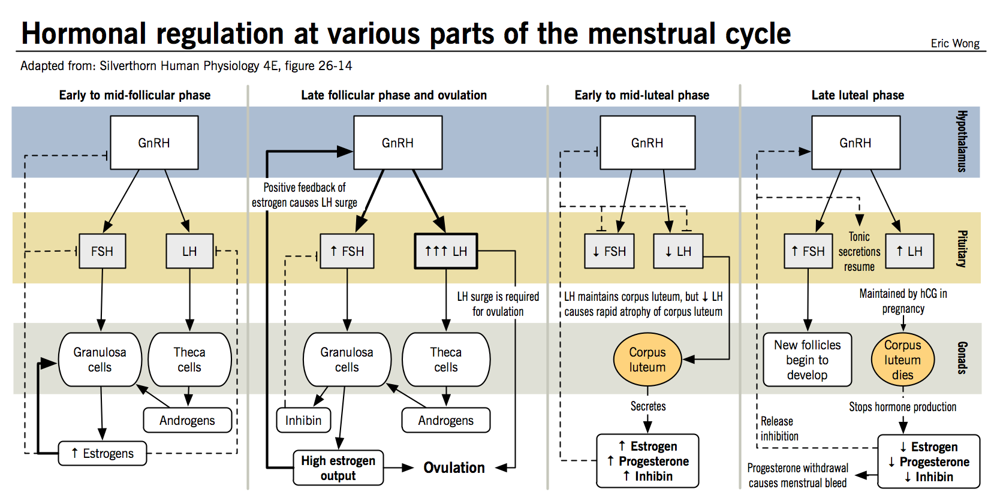 Hormonal regulation at various parts of the menstrual cycle
Eric Wong
Adapted from: Silverthorn Human Physiology 4E, figure 26-14
Early to mid-follicular phase
GnRH
FSH
LH
Granulosa
cells
Theca
cells
Androgens
↑ Estrogens
Late follicular phase and ovulation
GnRH
Positive feedback of
estrogen causes LH surge
↑ FSH
↑↑↑ LH
LH surge is required
for ovulation
Granulosa
cells
Theca
cells
Inhibin
Androgens
High estrogen
output
Ovulation
Early to mid-luteal phase
GnRH
↓ FSH
↓ LH
LH maintains corpus luteum, but ↓ LH
causes rapid atrophy of corpus luteum
Corpus
luteum
Secretes
↑ Estrogen
↑ Progesterone
↑ Inhibin
Late luteal phase
GnRH
↑ FSH
Tonic
secretions
resume
↑ LH
Maintained by hCG in
pregnancy
New follicles
begin to
develop
Corpus
luteum
dies
Stops hormone production
Release
inhibition
↓ Estrogen
↓ Progesterone
↓ Inhibin
Progesterone withdrawal
causes menstrual bleed
Hypothalamus
Pituitary
Gonads